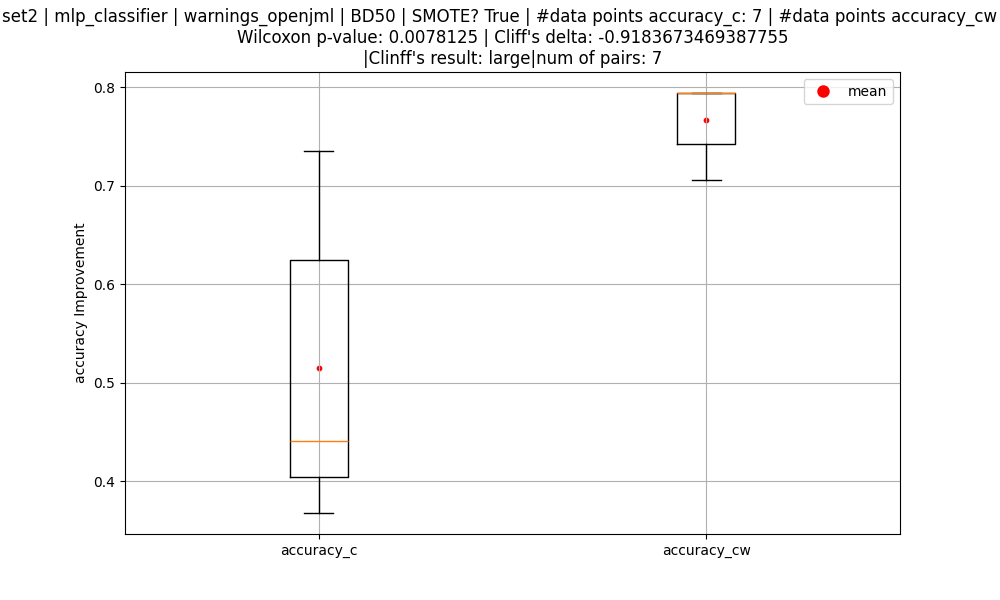 set2 | mlp_classifier | warnings_openjml | BD50 | SMOTE? True | #data points accuracy_c: 7 | #data points accuracy_cw
Wilcoxon p-value: 0.0078125 | Cliff's delta: -0.9183673469387755
|Clinff's result: large|num of pairs: 7
mean
0.8
0.7
0.6
0.5
0.4
accuracy Improvement
accuracy_c
accuracy_cw